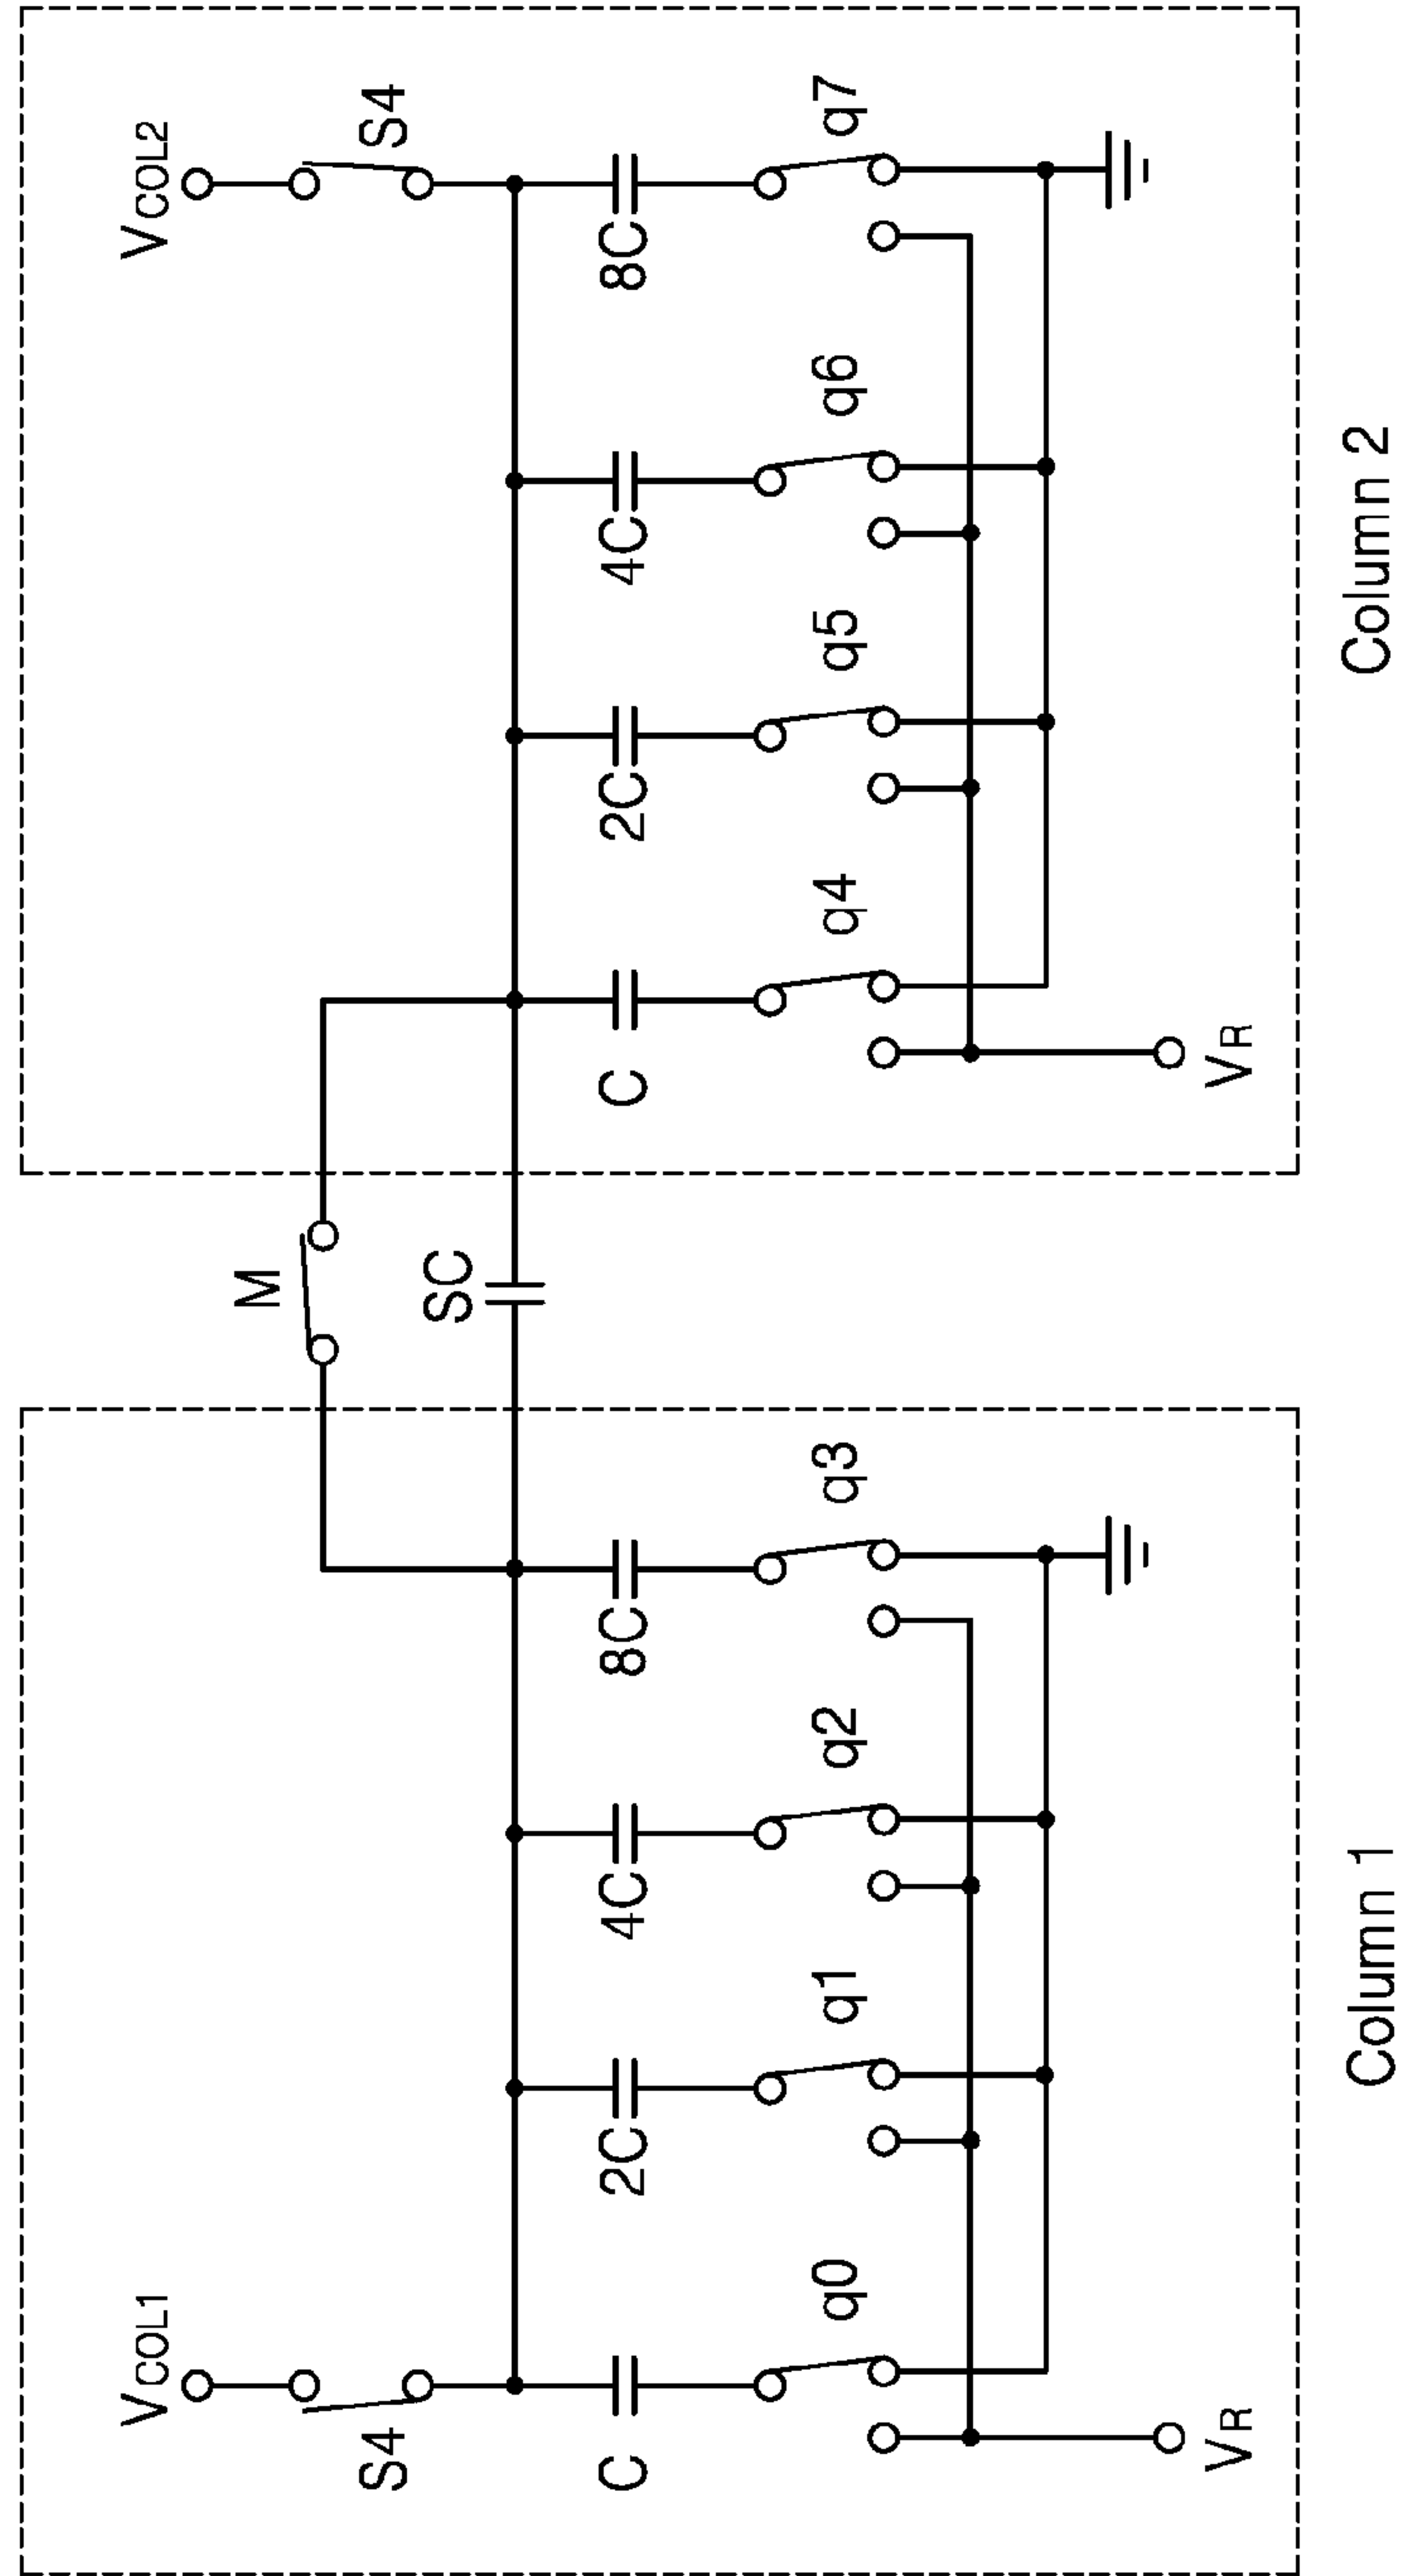 VCOL1
S4
M
SC
VCOL2
S4
C
2C
4C
8C
C
2C
4C
8C
q0
q1
q2
q3
q4
q5
q6
q7
VR
VR
Column 1
Column 2